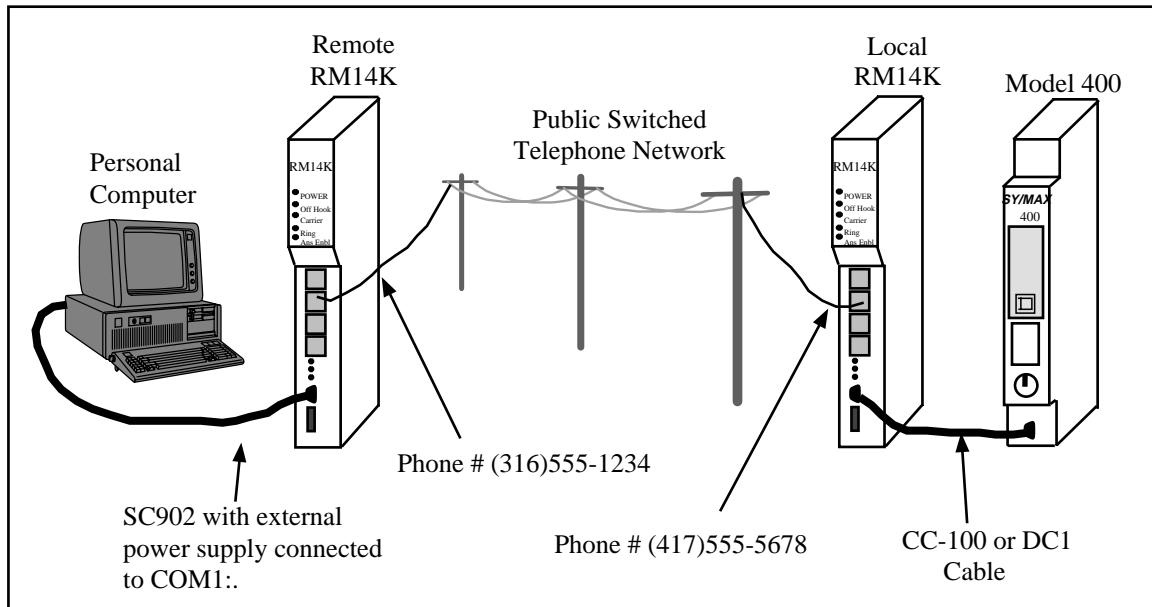 Remote
RM14K
Local
RM14K
Model 400
Public Switched
Telephone Network
Personal
Computer
RM14K
POWER
Off Hook
Carrier
Ring
Ans Enbl
RM14K
POWER
Off Hook
Carrier
Ring
Ans Enbl
SY/MAX
400
Phone # (316)555-1234
SC902 with external
power supply connected
to COM1:.
Phone # (417)555-5678
CC-100 or DC1
Cable